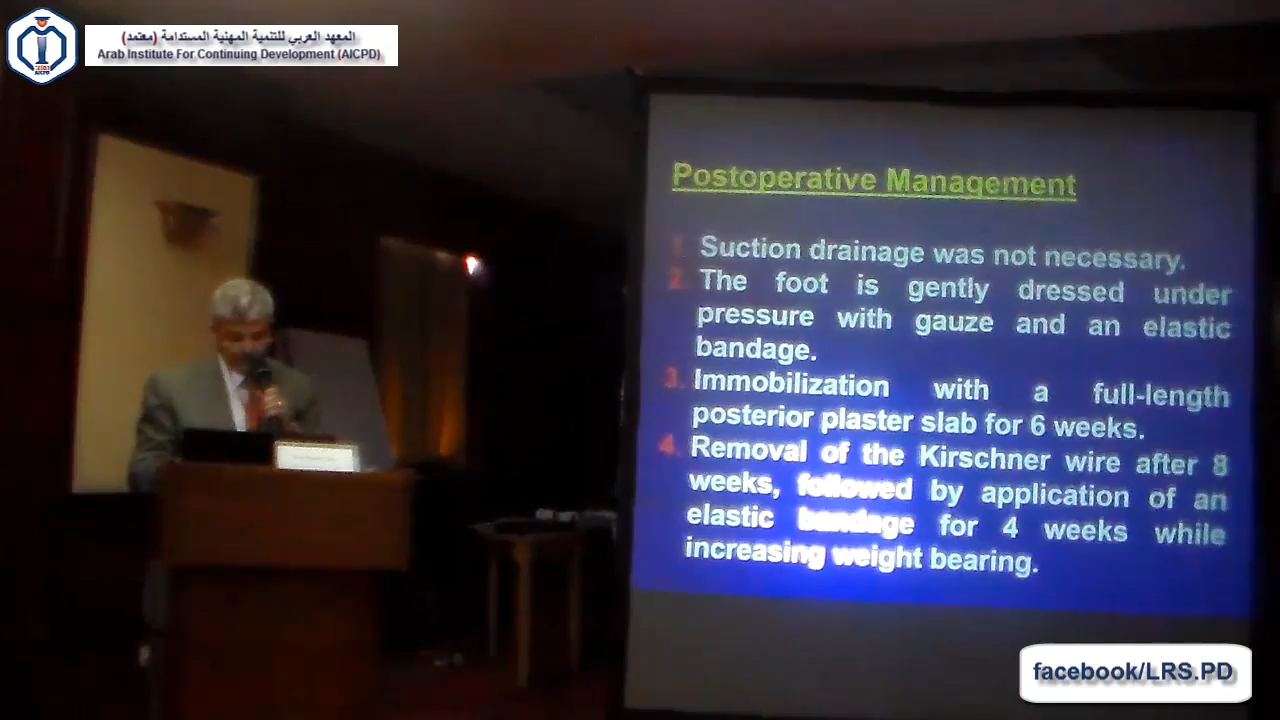 المعهد العربي للتنمية المهنية المستدامة (معتمد)
Arab Institute For Continuing Development (AICPD)
AICPD
Postoperative Management
1. Suction drainage was not necessary.
2. The foot is gently dressed under
pressure with gauze and an elastic
bandage.
3. Immobilization with a full-length
posterior plaster slab for 6 weeks.
4. Removal of the Kirschner wire after 8
weeks, followed by application of an
elastic bandage for 4 weeks while
increasing weight bearing.
facebook/LRS.PD